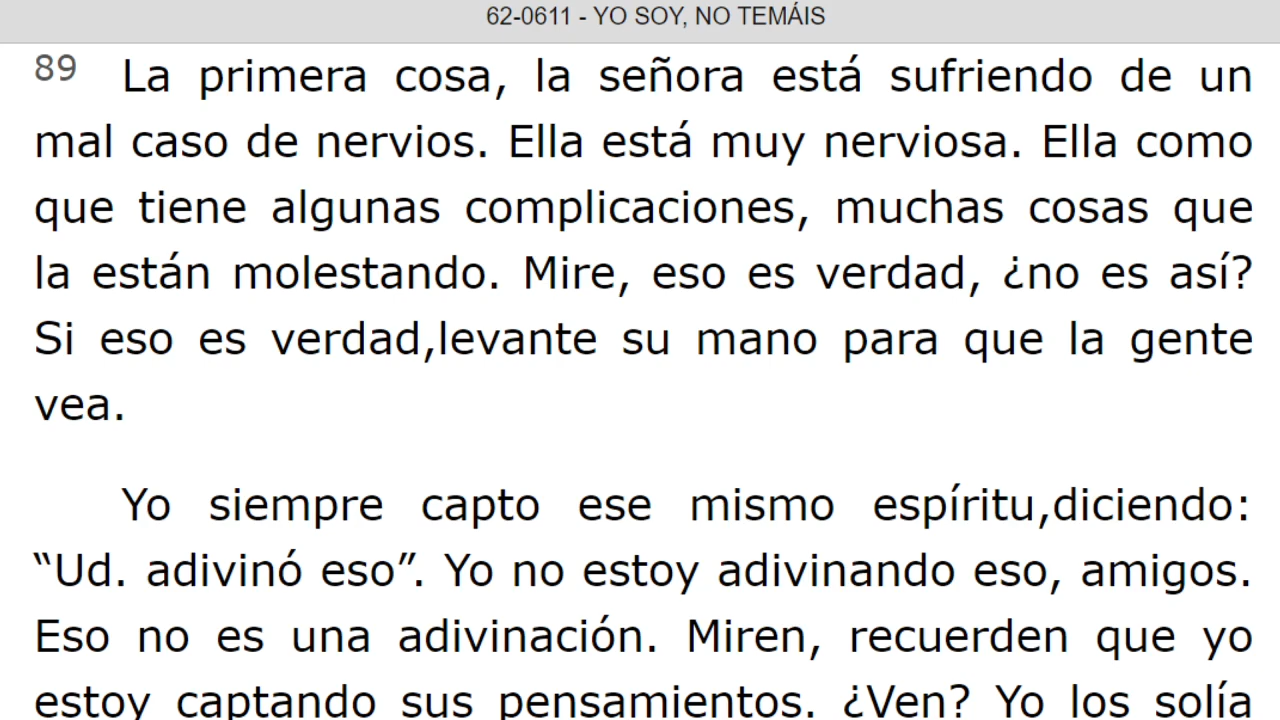 62-0611 - YO SOY, NO TEMÁIS
89 La primera cosa, la señora está sufriendo de un
mal caso de nervios. Ella está muy nerviosa. Ella como
que tiene algunas complicaciones, muchas cosas que
la están molestando. Mire, eso es verdad, ¿no es así?
Si eso es verdad,levante su mano para que la gente
vea.
Yo siempre capto ese mismo espíritu,diciendo:
“Ud. adivinó eso”. Yo no estoy adivinando eso, amigos.
Eso no es una adivinación. Miren, recuerden que yo
estoy captando sus pensamientos. ¿Ven? Yo los solía